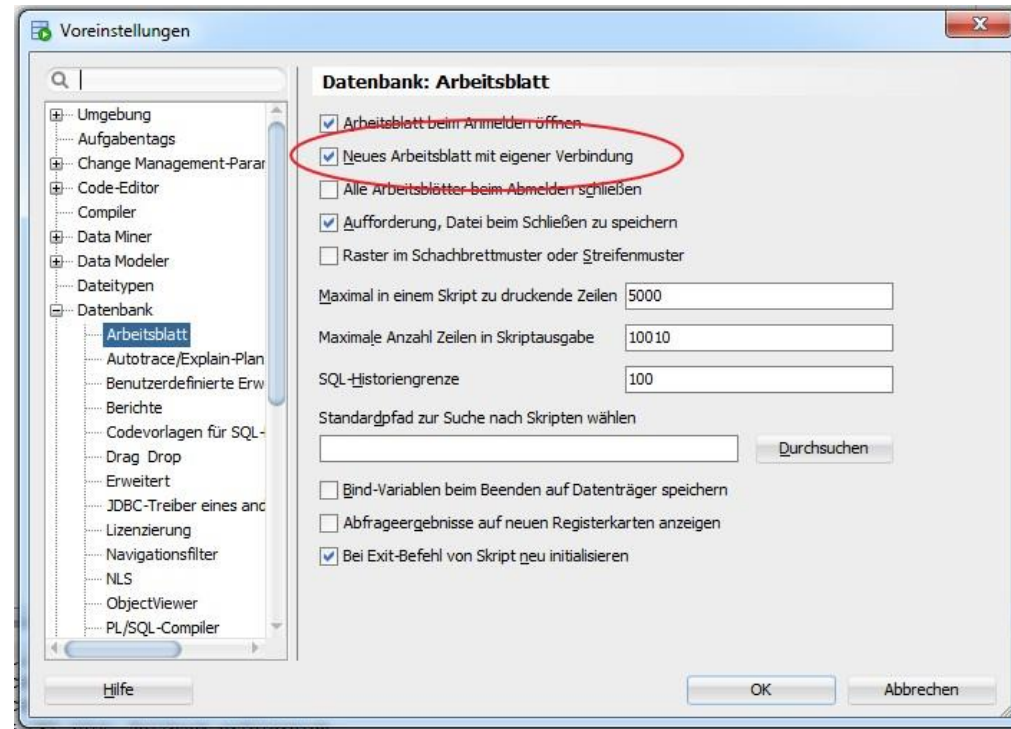 Voreinstellungen
Umgebung
Aufgabentags
Change Management-Parar
Code-Editor
Compiler
Data Miner
Data Modeler
Dateitypen
Datenbank
Arbeitsblatt
Autotrace/Explain-Plan
Benutzerdefinierte Erw
Berichte
Codevorlagen für SQL-
Drag Drop
Erweitert
JDBC-Treiber eines and
Lizenzierung
Navigationsfilter
NLS
ObjectViewer
PL/SQL-Compiler
Datenbank: Arbeitsblatt
Arbeitsblatt beim Anmelden öffnen
Neues Arbeitsblatt mit eigener Verbindung
Alle Arbeitsblätter beim Abmelden schließen
Aufforderung, Datei beim Schließen zu speichern
Raster im Schachbrettmuster oder Streifenmuster
Maximal in einem Skript zu druckende Zeilen 5000
Maximale Anzahl Zeilen in Skriptausgabe 10010
SQL-Historiengrenze 100
Standardpfad zur Suche nach Skripten wählen
Durchsuchen
Bind-Variablen beim Beenden auf Datenträger speichern
Abfrageergebnisse auf neuen Registerkarten anzeigen
Bei Exit-Befehl von Skript neu initialisieren
Hilfe OK Abbrechen